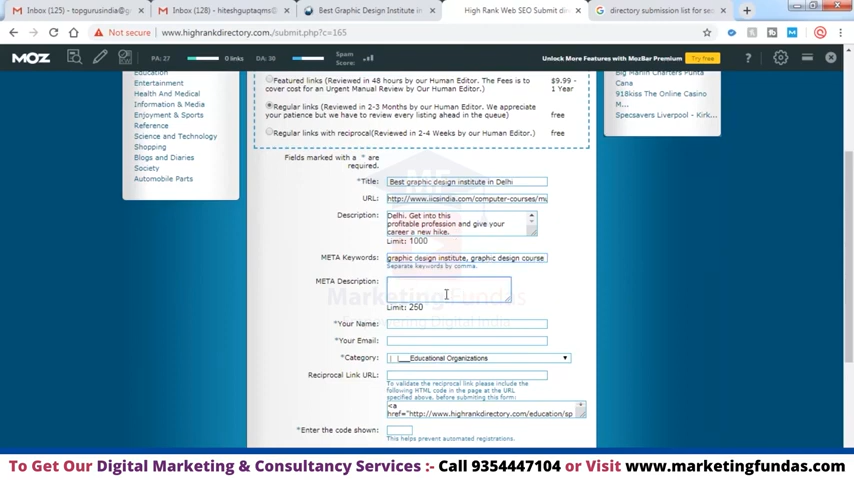 Inbox (125) - topgurusindia@g
Inbox (128) - hiteshguptaqms@
Best Graphic Design Institute in
High Rank Web SEO Submit dire
directory submission list for seo
Not secure | www.highrankdirectory.com/submit.php?c=165
MOZ PA: 27 0 links DA: 30 Spam Score: Unlock More Features with MozBar Premium Try free
Education
Entertainment
Health And Medical
Information & Media
Enjoyment & Sports
Reference
Science and Technology
Shopping
Blogs and Diaries
Society
Automobile Parts
Featured links (Reviewed in 48 hours by our Human Editor. The Fees is to cover cost for an Urgent Manual Review by Our Human Editor.) $9.99 - 1 Year
Regular links (Reviewed in 2-3 Months by our Human Editor. We appreciate your patience but we have to review every listing ahead in the queue) free
Regular links with reciprocal(Reviewed in 2-4 Weeks by our Human Editor.) free
Big Marlin Charters Punta Cana
918kiss The Online Casino M...
Specsavers Liverpool - Kirk...
Fields marked with a * are required.
*Title: Best graphic design institute in Delhi
URL: http://www.iicsindia.com/computer-courses/mu
Description: Delhi. Get into this
profitable profession and give your
career a new hike.
Limit: 1000
META Keywords: graphic design institute, graphic design course
Separate keywords by comma.
META Description:
Limit: 250
Marketing Fundas
Engineering Digital India
*Your Name:
*Your Email:
*Category: | |___Educational Organizations
Reciprocal Link URL:
To validate the reciprocal link please include the
following HTML code in the page at the URL
specified above, before submitting this form:
<a
href="http://www.highrankdirectory.com/education/sp
*Enter the code shown:
This helps prevent automated registrations.
To Get Our Digital Marketing & Consultancy Services :- Call 9354447104 or Visit www.marketingfundas.com